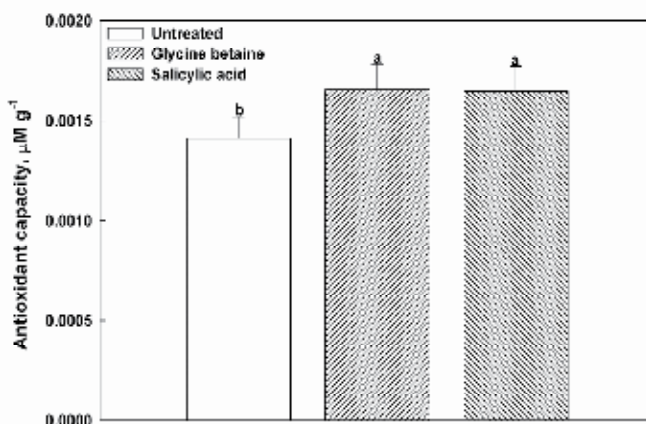 0.0020
Untreated
Glycine betaine
Salicylic acid
a
a
b
0.0015
0.0010
0.0005
0.0000
Antioxidant capacity, µM g⁻¹